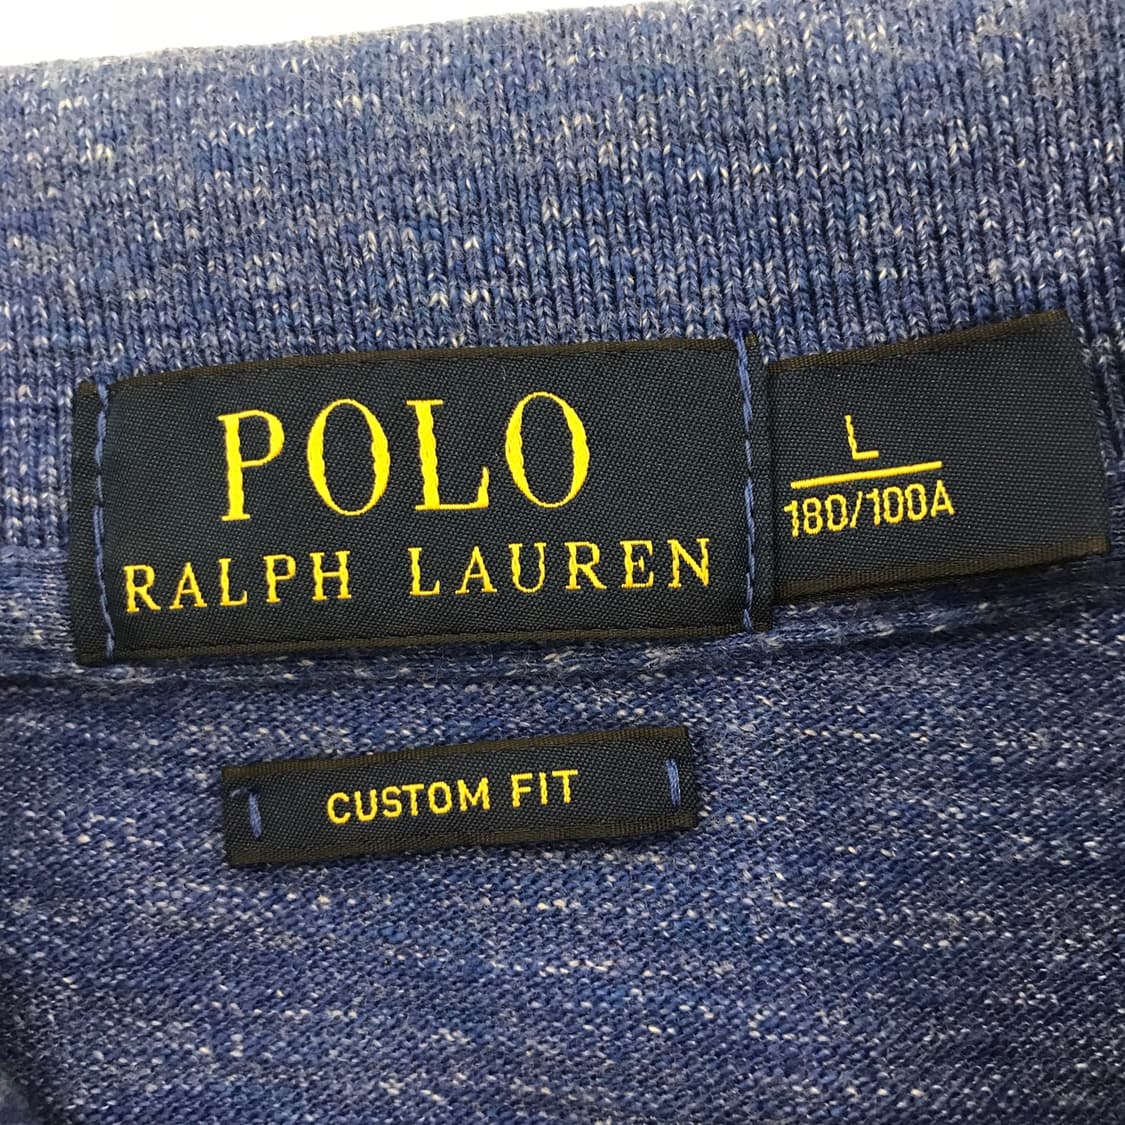 POLO
RALPH LAUREN
L
180/100A
CUSTOM FIT